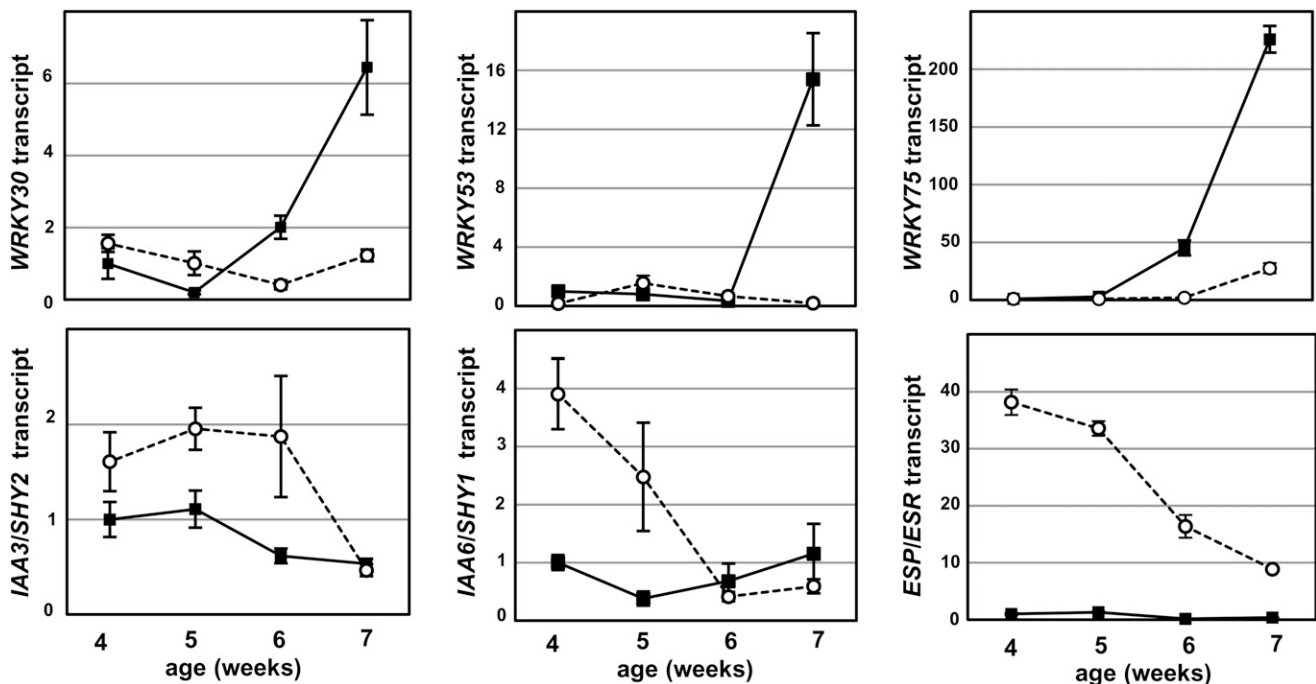 WRKY30 transcript
6
4
2
0
WRKY53 transcript
16
12
8
4
0
WRKY75 transcript
200
150
100
50
0
IAA3/SHY2 transcript
2
1
0
4 5 6 7
age (weeks)
IAA6/SHY1 transcript
4
3
2
1
0
4 5 6 7
age (weeks)
ESP/ESR transcript
40
30
20
10
0
4 5 6 7
age (weeks)